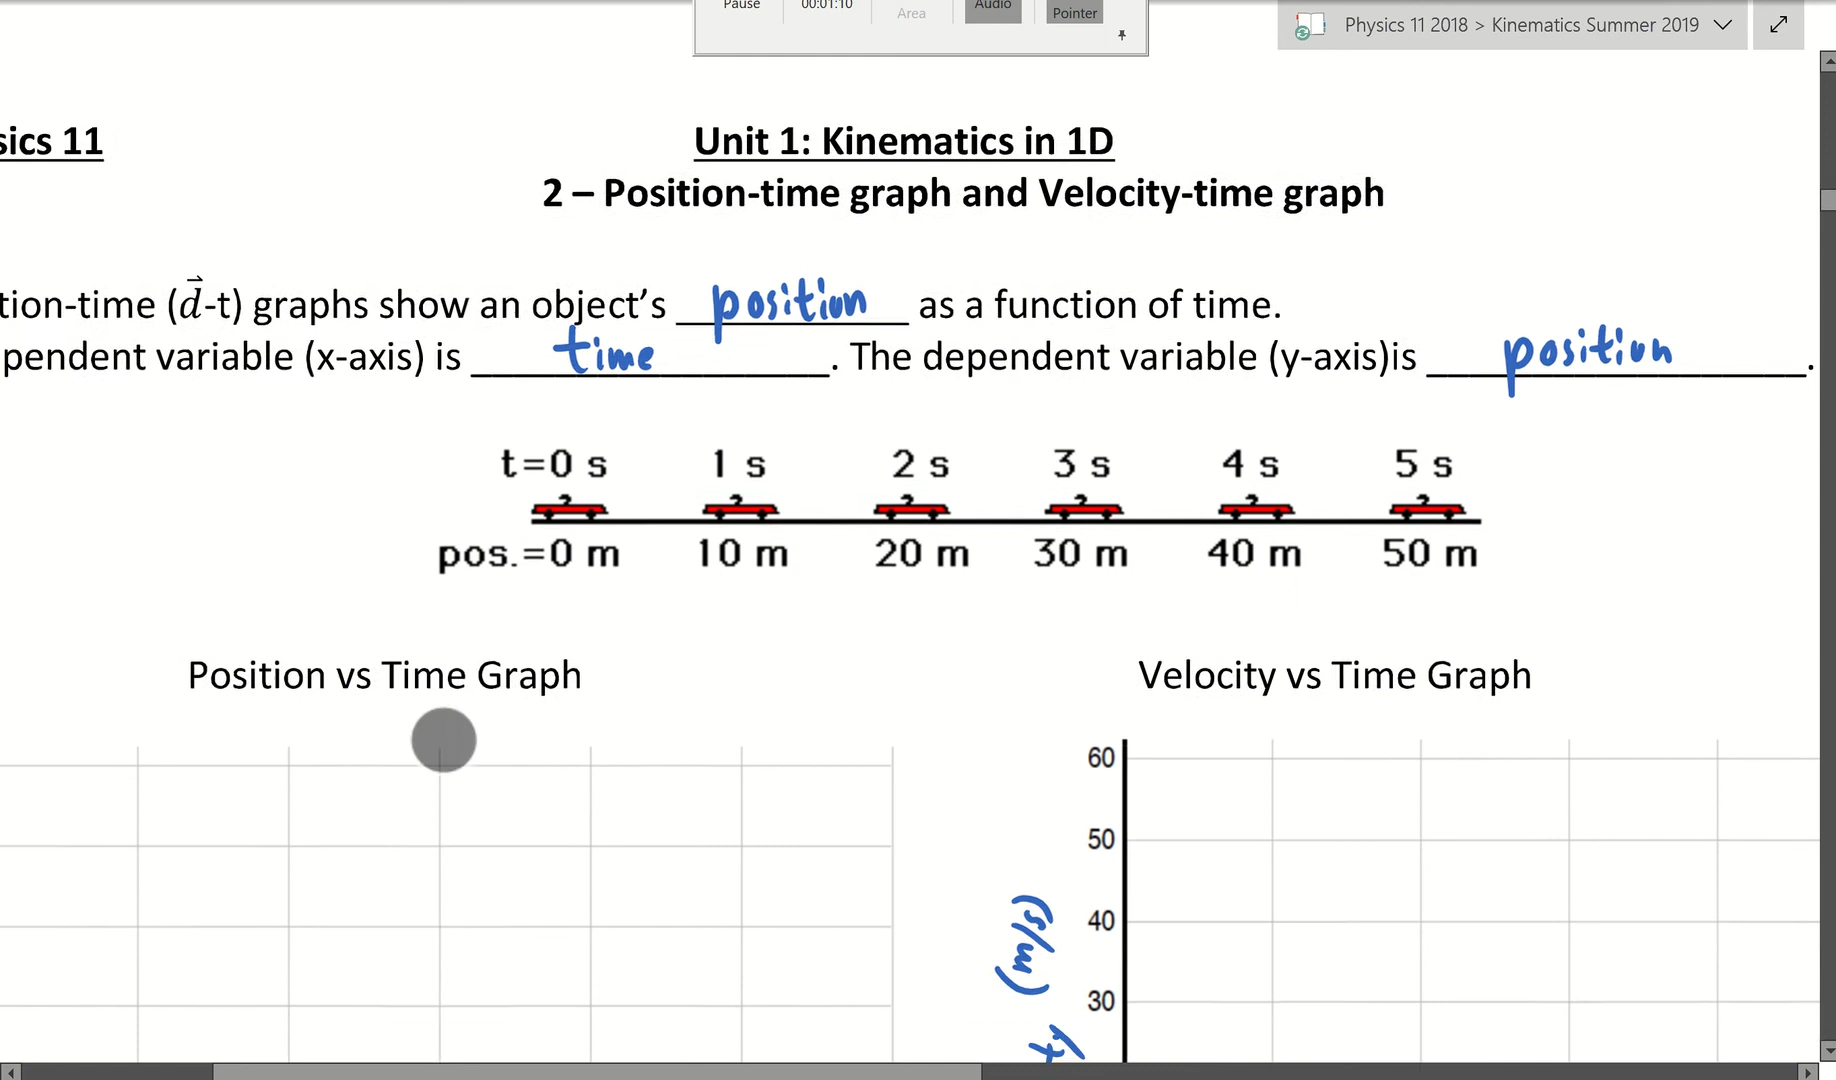 Pause 00:01:10 Area Audio Pointer
Physics 11 2018 > Kinematics Summer 2019
sics 11 Unit 1: Kinematics in 1D
2 – Position-time graph and Velocity-time graph
tion-time (d⃗-t) graphs show an object's position as a function of time.
pendent variable (x-axis) is time. The dependent variable (y-axis)is position.
t=0 s 1 s 2 s 3 s 4 s 5 s
pos.=0 m 10 m 20 m 30 m 40 m 50 m
Position vs Time Graph Velocity vs Time Graph
60
50
40
30
(m/s)